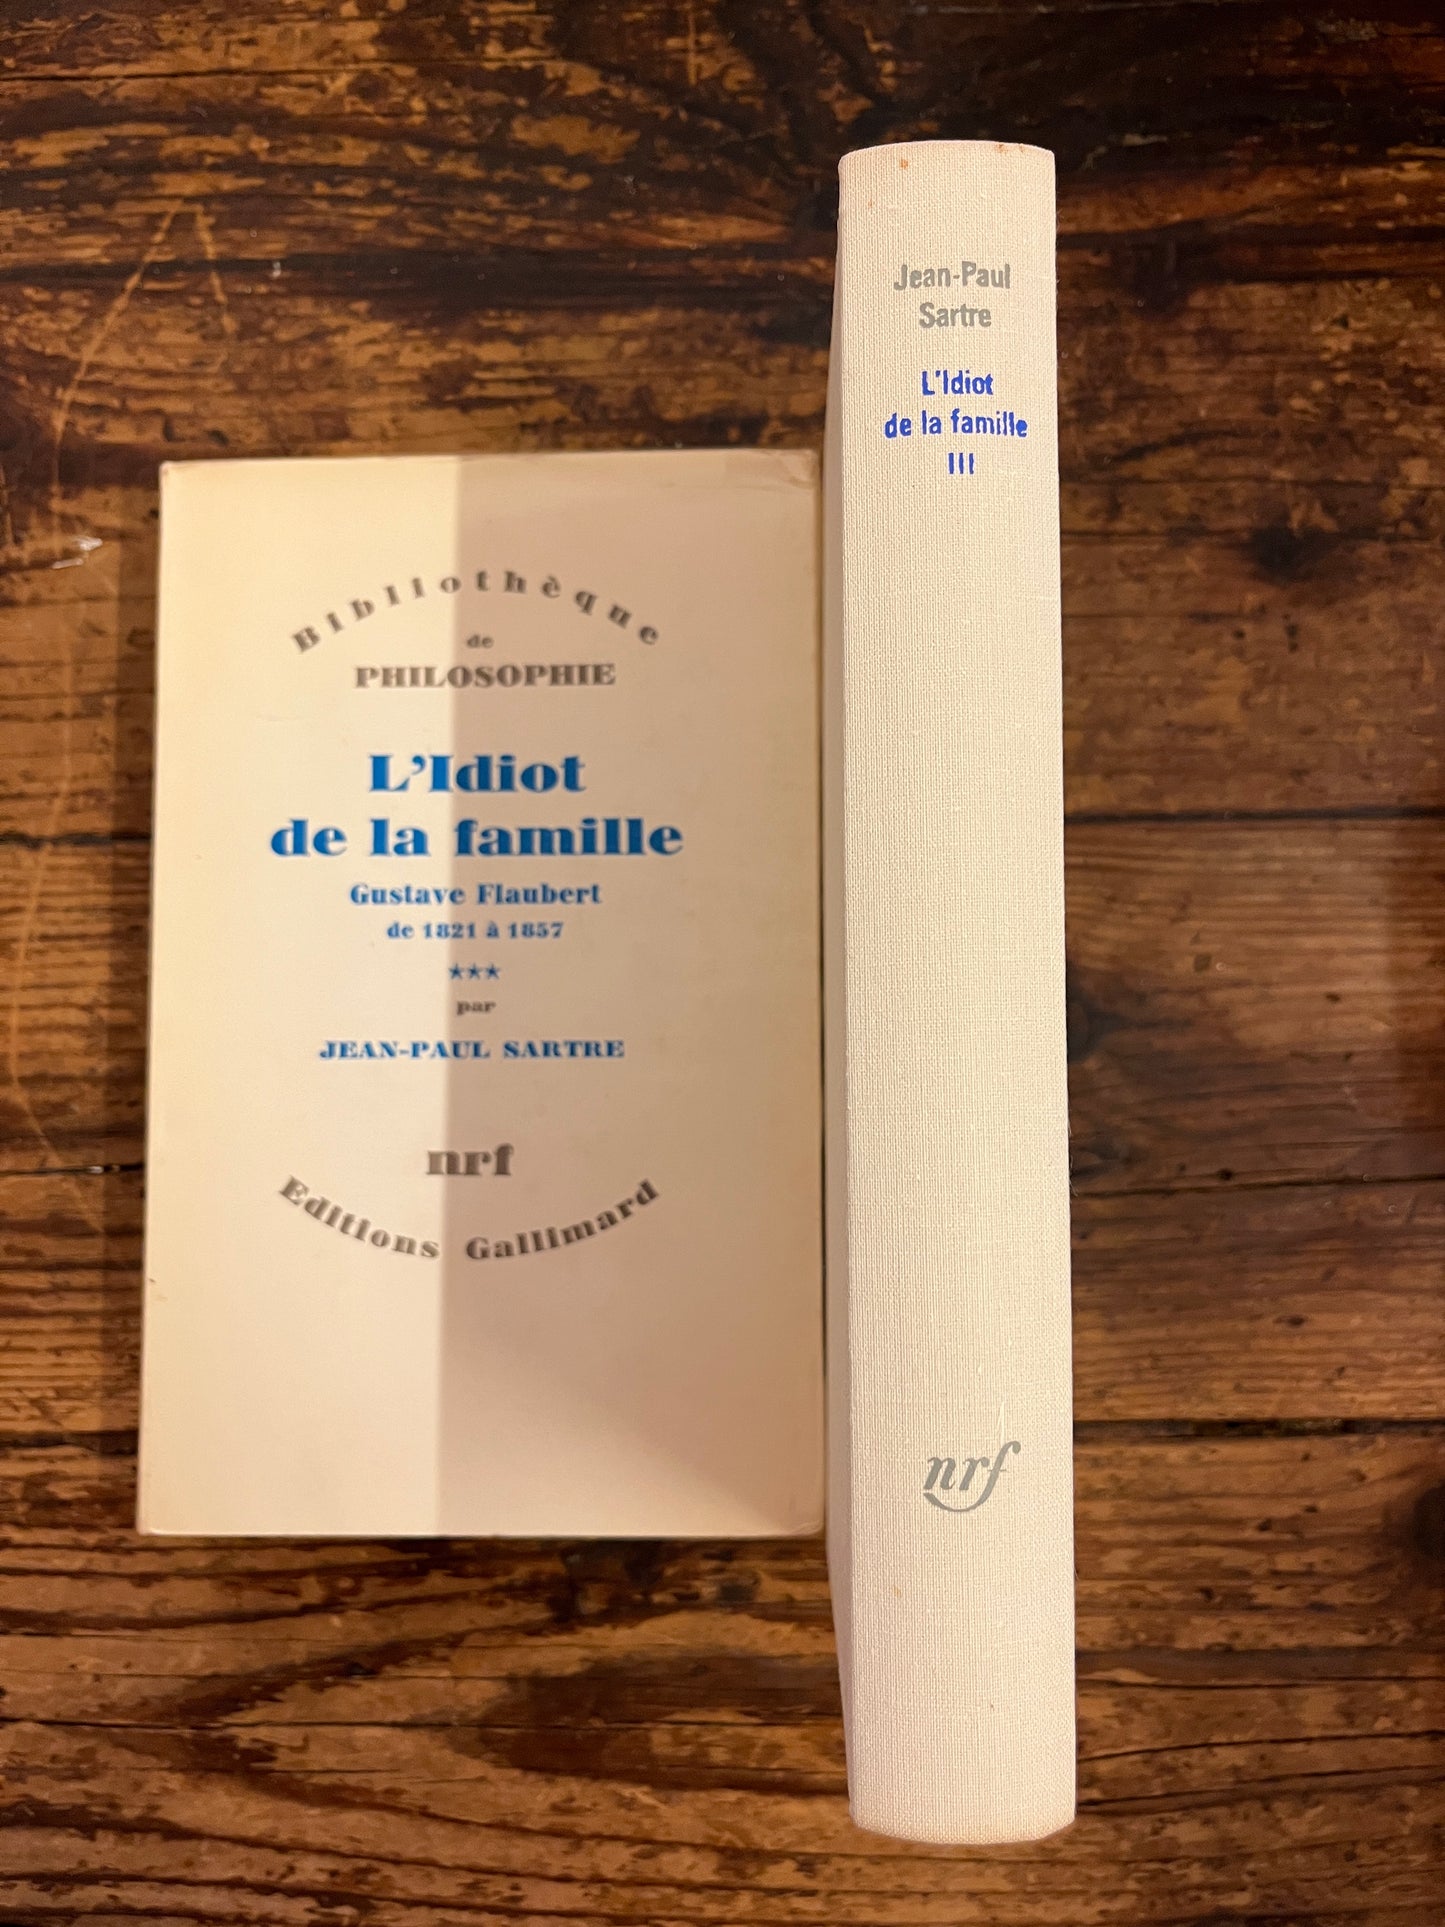 Bibliothèque
de
PHILOSOPHIE
L'Idiot
de la famille
Gustave Flaubert
de 1821 à 1857
★★★
par
JEAN-PAUL SARTRE
nrf
Editions Gallimard
Jean-Paul
Sartre
L'Idiot
de la famille
III
nrf